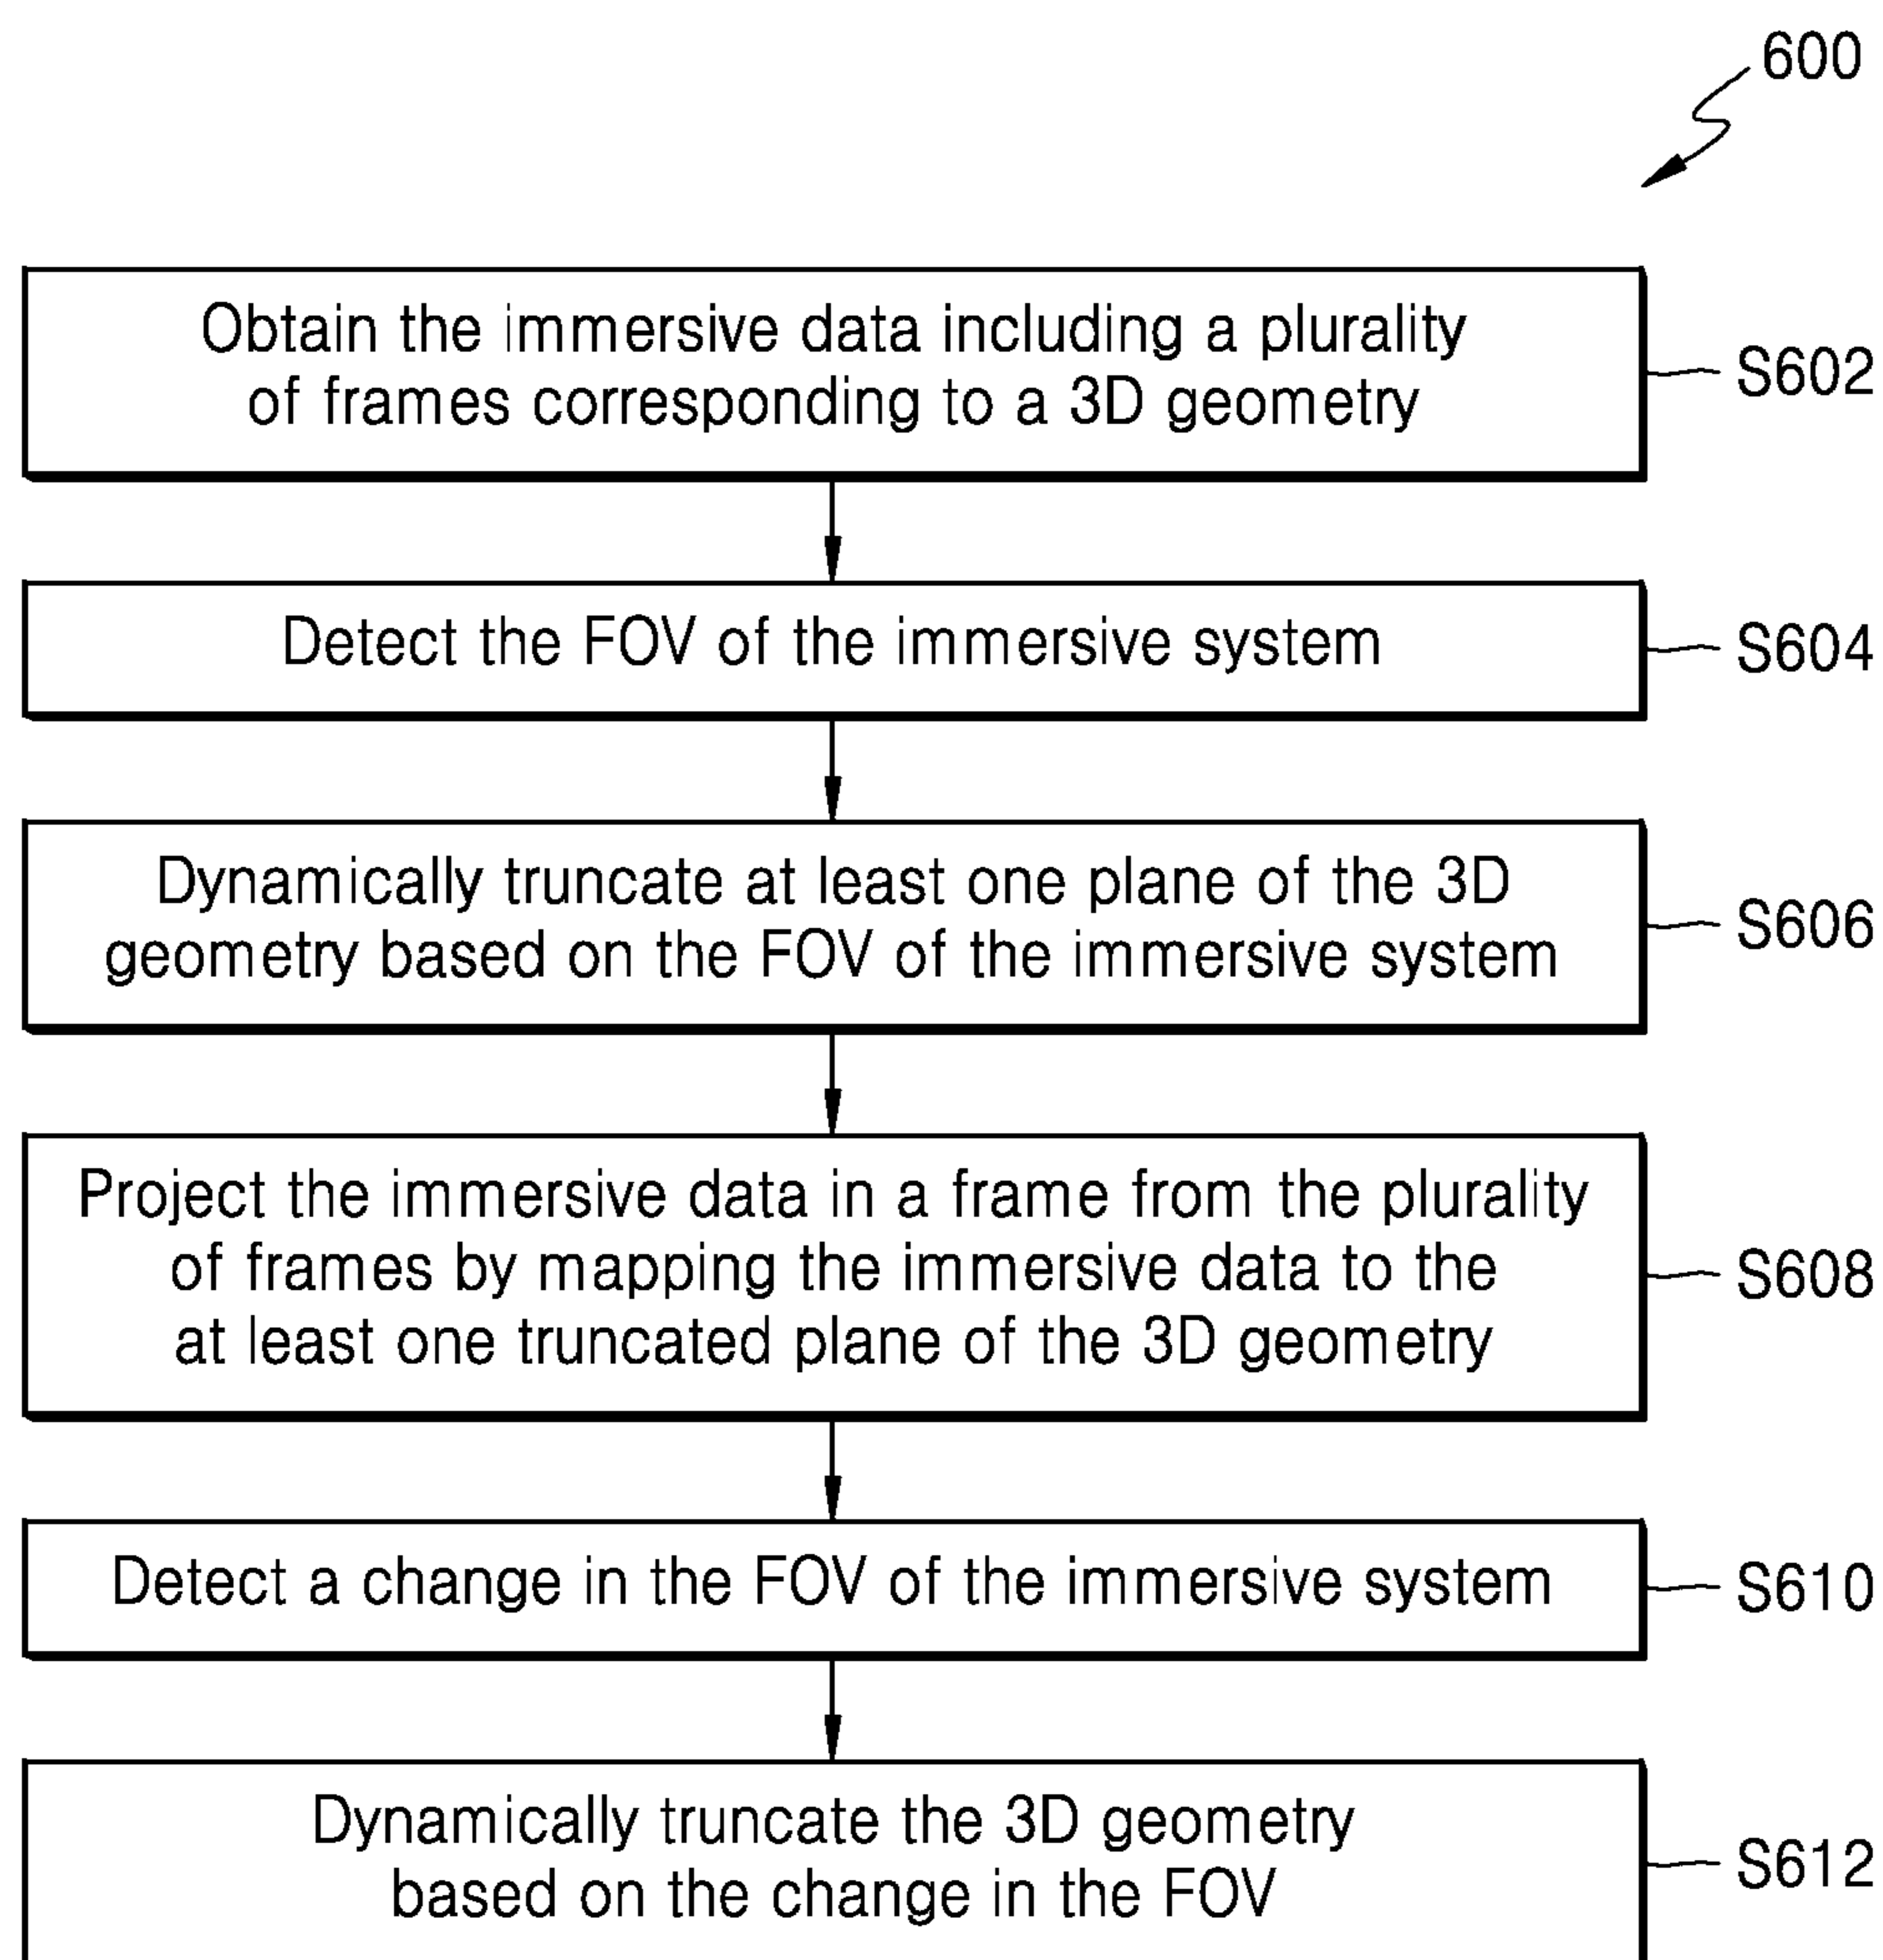 600
Obtain the immersive data including a plurality
of frames corresponding to a 3D geometry
S602
Detect the FOV of the immersive system
S604
Dynamically truncate at least one plane of the 3D
geometry based on the FOV of the immersive system
S606
Project the immersive data in a frame from the plurality
of frames by mapping the immersive data to the
at least one truncated plane of the 3D geometry
S608
Detect a change in the FOV of the immersive system
S610
Dynamically truncate the 3D geometry
based on the change in the FOV
S612